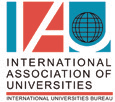 IAU
INTERNATIONAL
ASSOCIATION OF
UNIVERSITIES
INTERNATIONAL UNIVERSITIES BUREAU